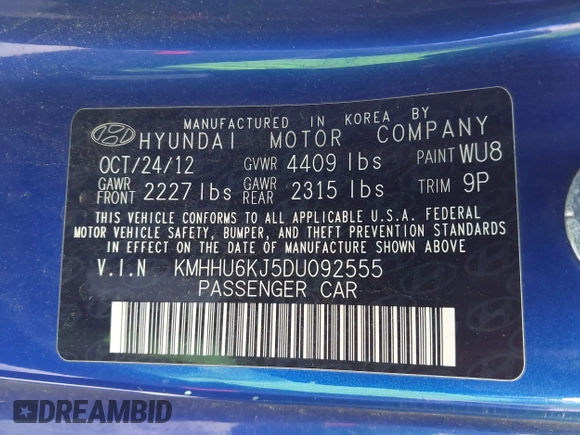 MANUFACTURED IN KOREA BY
HYUNDAI MOTOR COMPANY
OCT/24/12 GVWR 4409 lbs PAINT WU8
GAWR FRONT 2227 lbs GAWR REAR 2315 lbs TRIM 9P
THIS VEHICLE CONFORMS TO ALL APPLICABLE U.S.A. FEDERAL
MOTOR VEHICLE SAFETY, BUMPER, AND THEFT PREVENTION STANDARDS
IN EFFECT ON THE DATE OF MANUFACTURE SHOWN ABOVE
V.I.N KMHHU6KJ5DU092555
PASSENGER CAR
DREAMBID